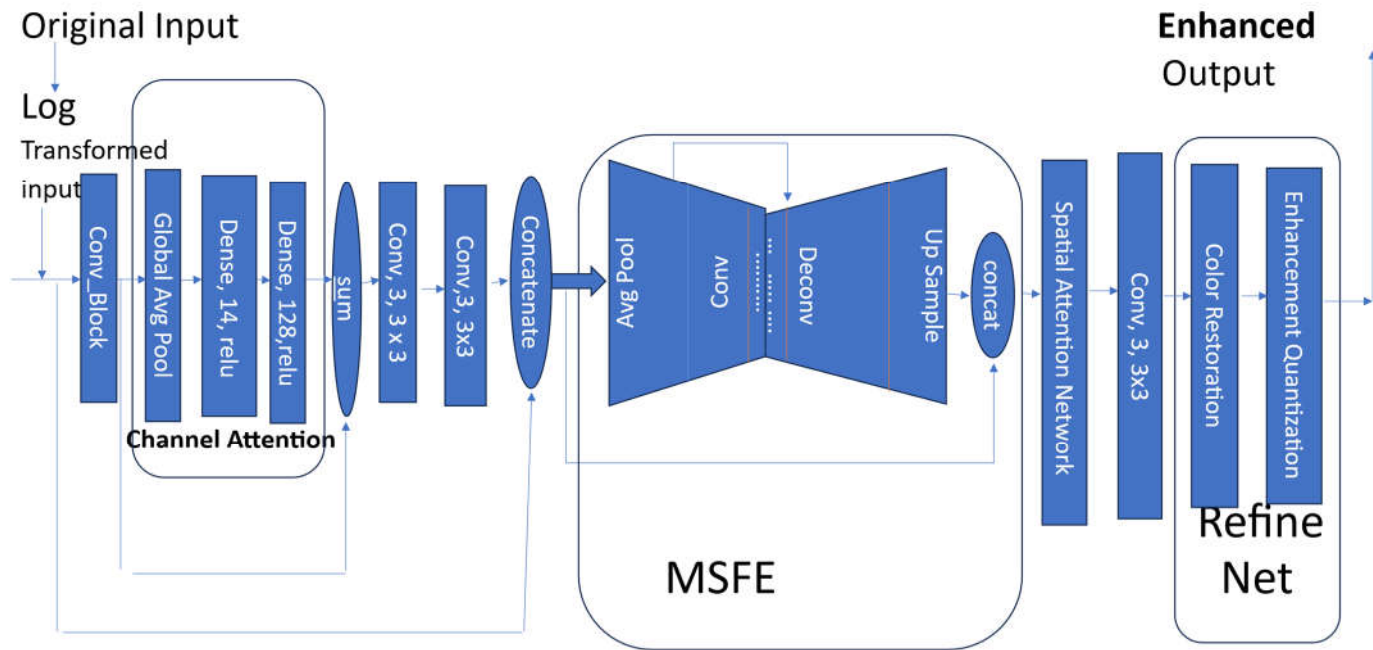 Original Input
Log
Transformed
input
Conv_Block
Global Avg Pool
Dense, 14, relu
Dense, 128,relu
Channel Attention
sum
Conv, 3, 3 x 3
Conv,3, 3x3
Concatenate
Avg Pool
Conv
Deconv
Up Sample
concat
MSFE
Spatial Attention Network
Conv, 3, 3x3
Color Restoration
Enhancement Quantization
Refine
Net
Enhanced
Output